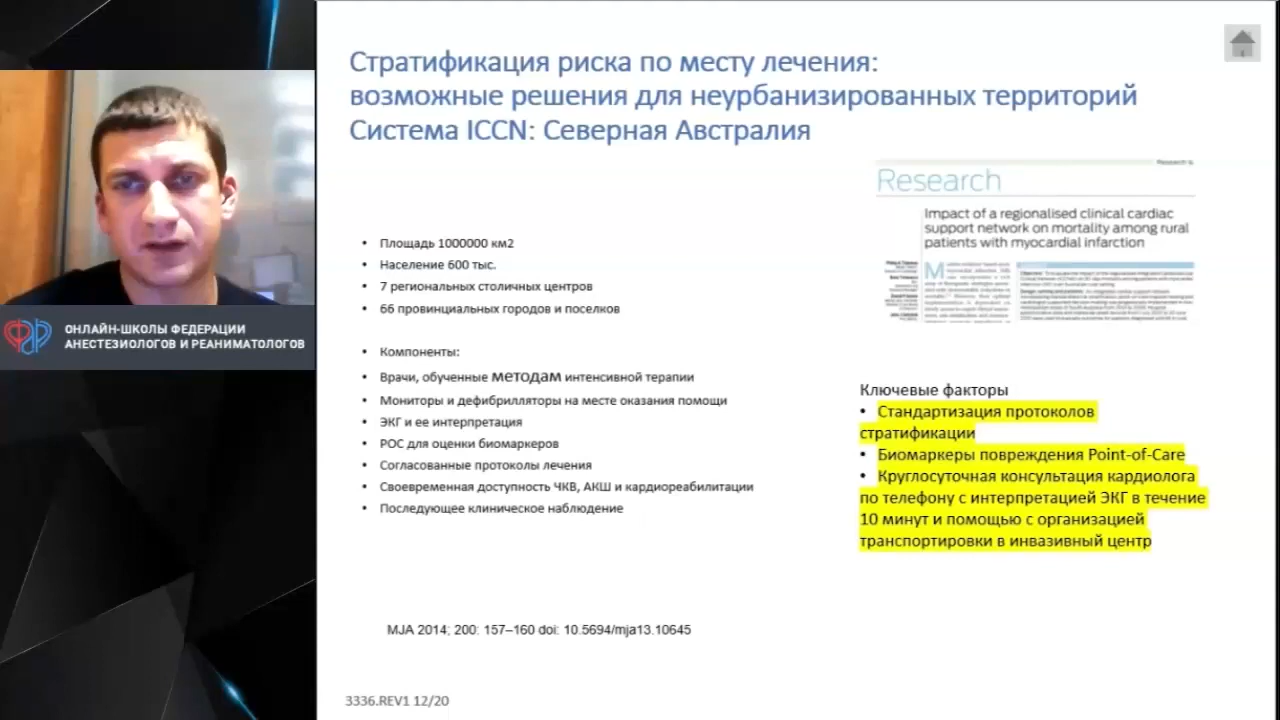 Стратификация риска по месту лечения:
возможные решения для неурбанизированных территорий
Система ICCN: Северная Австралия
ОНЛАЙН-ШКОЛЫ ФЕДЕРАЦИИ
АНЕСТЕЗИОЛОГОВ И РЕАНИМАТОЛОГОВ
• Площадь 1000000 км2
• Население 600 тыс.
• 7 региональных столичных центров
• 66 провинциальных городов и поселков
• Компоненты:
• Врачи, обученные методам интенсивной терапии
• Мониторы и дефибрилляторы на месте оказания помощи
• ЭКГ и ее интерпретация
• РОС для оценки биомаркеров
• Согласованные протоколы лечения
• Своевременная доступность ЧКВ, АКШ и кардиореабилитации
• Последующее клиническое наблюдение
Research
Research
Impact of a regionalised clinical cardiac
support network on mortality among rural
patients with myocardial infarction
Ключевые факторы
• Стандартизация протоколов
стратификации
• Биомаркеры повреждения Point-of-Care
• Круглосуточная консультация кардиолога
по телефону с интерпретацией ЭКГ в течение
10 минут и помощью с организацией
транспортировки в инвазивный центр
MJA 2014; 200: 157–160 doi: 10.5694/mja13.10645
3336.REV1 12/20